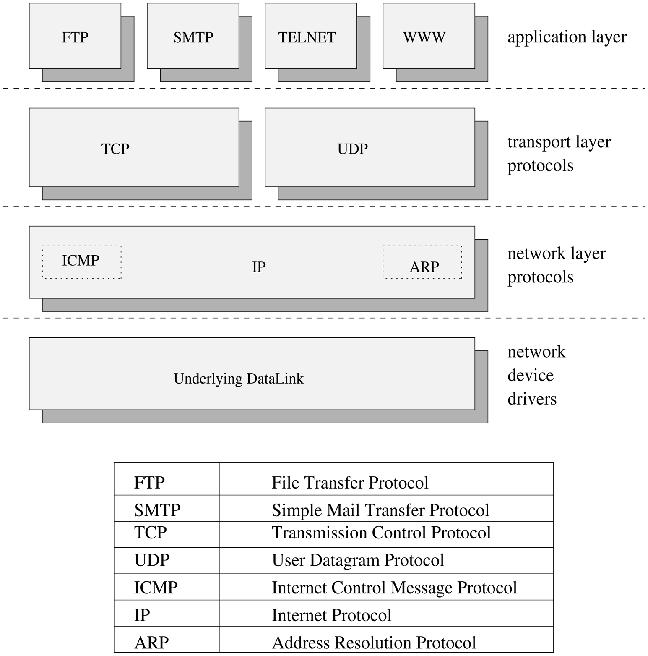 FTP SMTP TELNET WWW application layer
TCP UDP transport layer
protocols
ICMP IP ARP network layer
protocols
Underlying DataLink network
device
drivers
FTP File Transfer Protocol
SMTP Simple Mail Transfer Protocol
TCP Transmission Control Protocol
UDP User Datagram Protocol
ICMP Internet Control Message Protocol
IP Internet Protocol
ARP Address Resolution Protocol